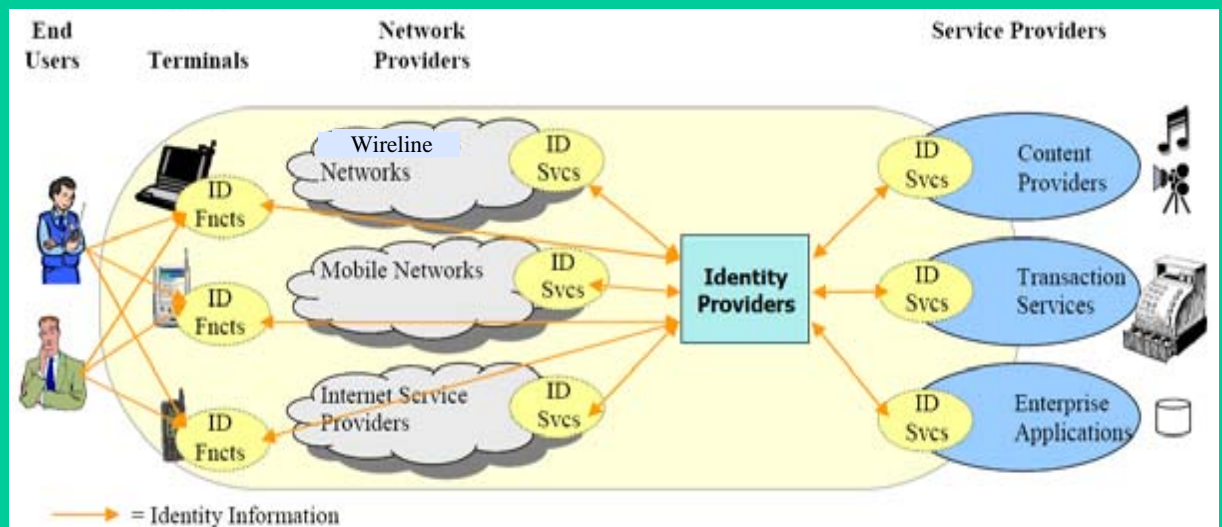 End
Users
Terminals
Network
Providers
Service Providers
Wireline
Networks
ID
Svcs
ID
Svcs
Content
Providers
ID
Fncts
Mobile Networks
ID
Svcs
Identity
Providers
ID
Svcs
Transaction
Services
ID
Fncts
Internet Service
Providers
ID
Svcs
ID
Svcs
Enterprise
Applications
ID
Fncts
= Identity Information